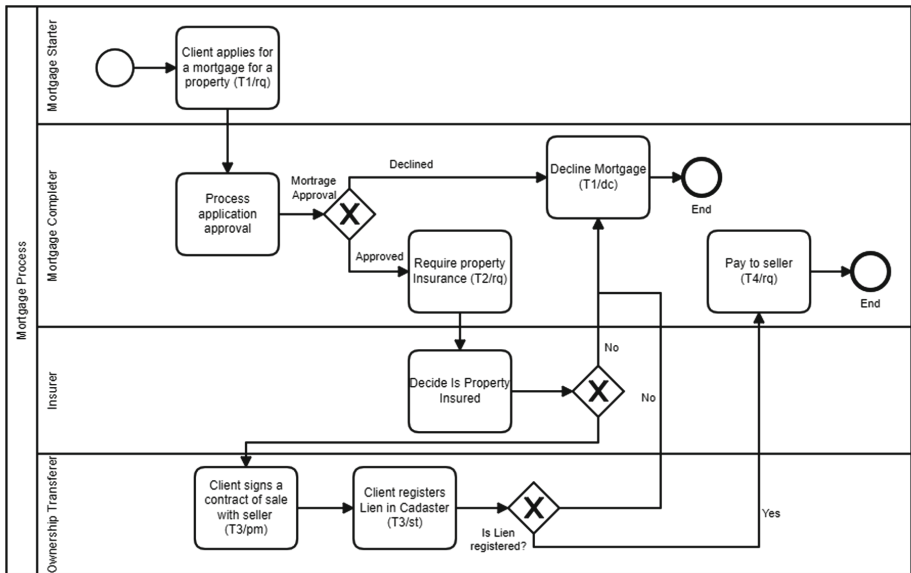 Mortgage Process
Mortgage Starter
Client applies for
a mortgage for a
property (T1/rq)
Mortgage Completer
Process
application
approval
Mortrage
Approval
Declined
Approved
Decline Mortgage
(T1/dc)
End
Require property
Insurance (T2/rq)
Pay to seller
(T4/rq)
End
Insurer
Decide Is Property
Insured
No
No
Ownership Transferer
Client signs a
contract of sale
with seller
(T3/pm)
Client registers
Lien in Cadaster
(T3/st)
Is Lien
registered?
Yes